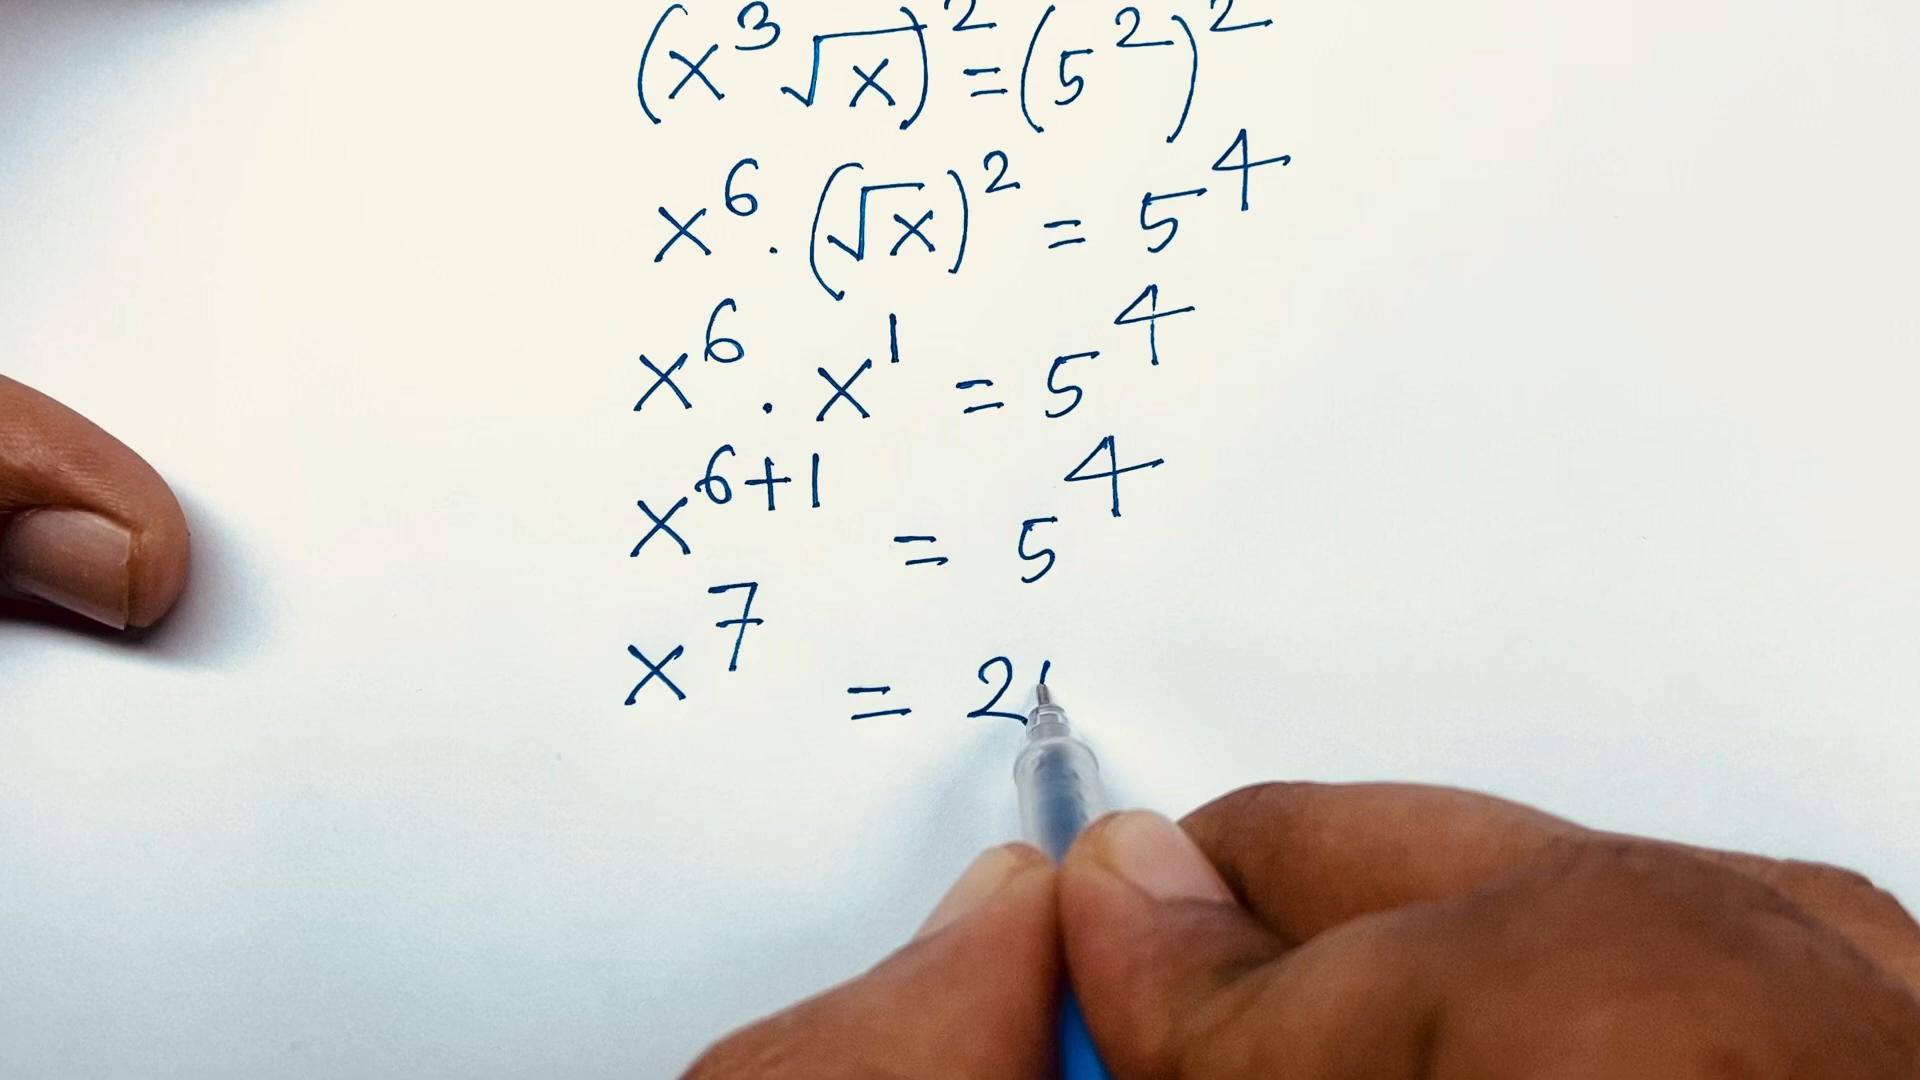 (x³√x)² = (5²)²
x⁶ · (√x)² = 5⁴
x⁶ · x¹ = 5⁴
x⁶⁺¹ = 5⁴
x⁷ = 2